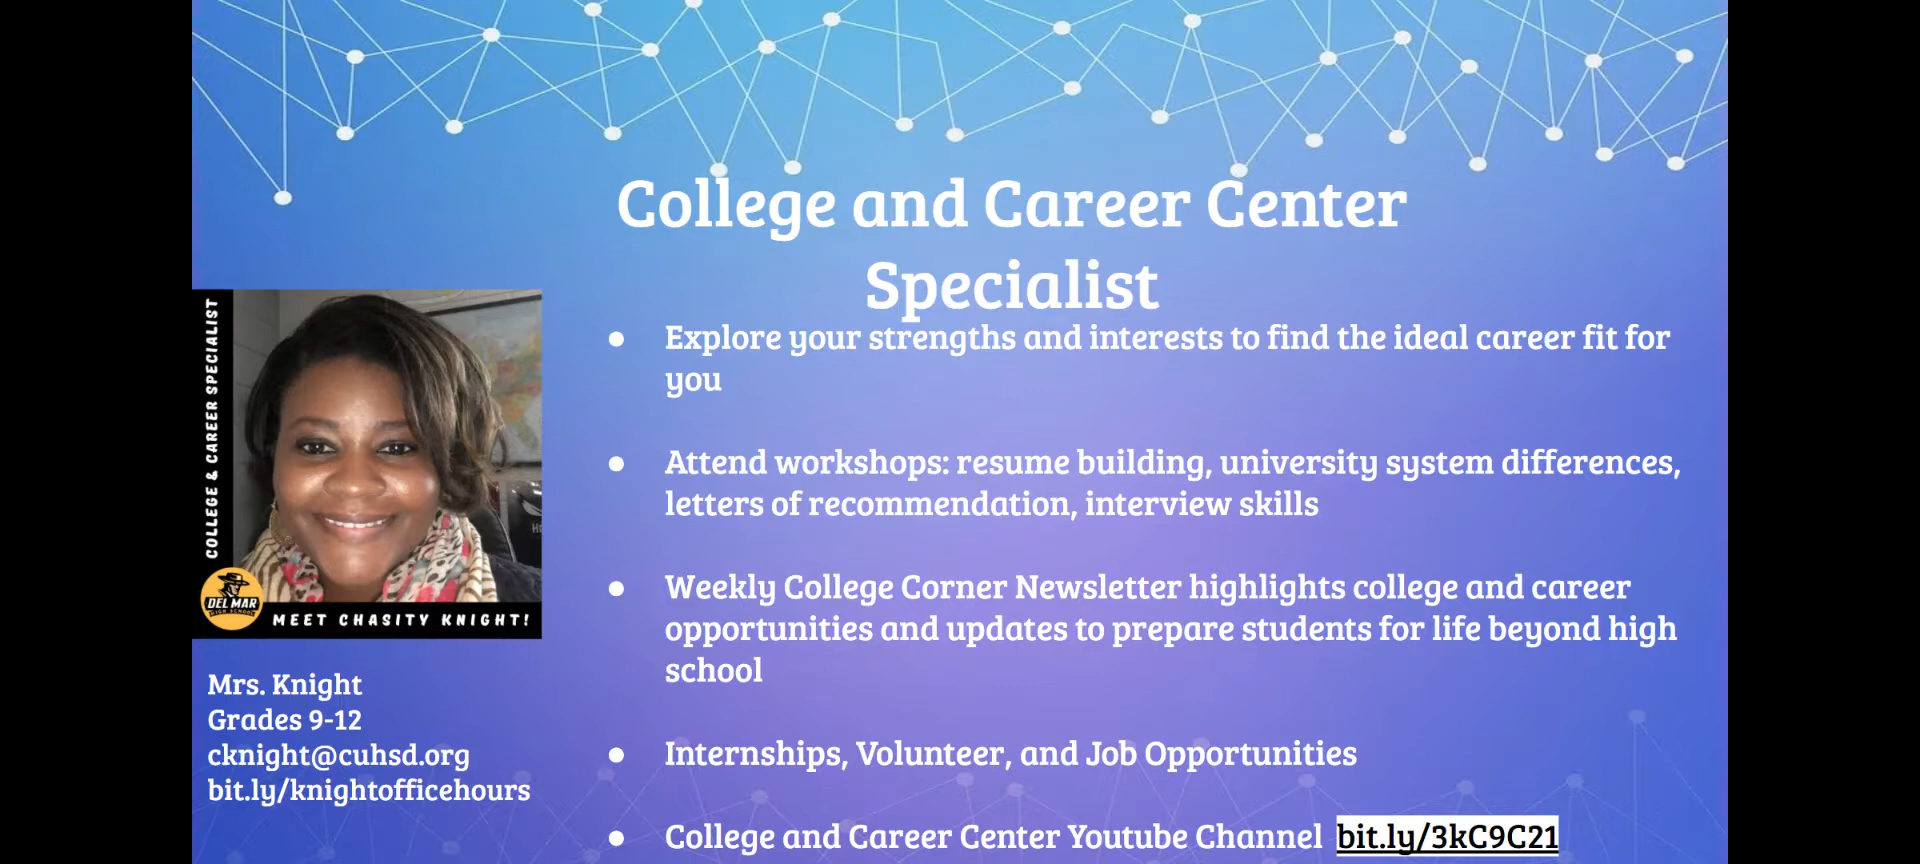 College and Career Center
Specialist
COLLEGE & CAREER SPECIALIST
DEL MAR
HIGH SCHOOL
MEET CHASITY KNIGHT!
Mrs. Knight
Grades 9-12
cknight@cuhsd.org
bit.ly/knightofficehours
● Explore your strengths and interests to find the ideal career fit for
you
● Attend workshops: resume building, university system differences,
letters of recommendation, interview skills
● Weekly College Corner Newsletter highlights college and career
opportunities and updates to prepare students for life beyond high
school
● Internships, Volunteer, and Job Opportunities
● College and Career Center Youtube Channel bit.ly/3kC9C21